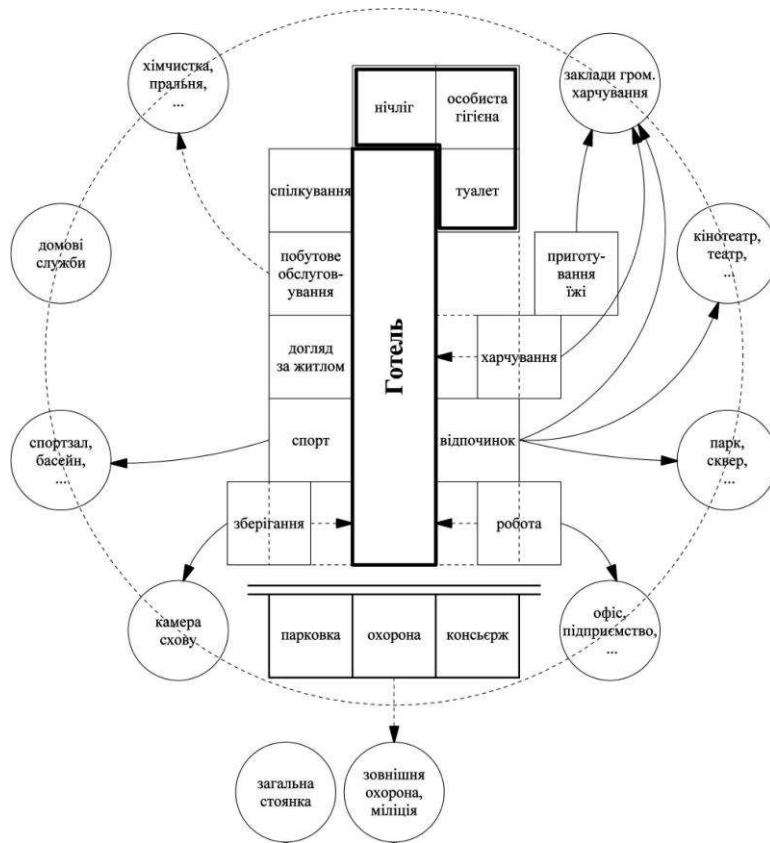 хімчистка,
пральня,
...
нічліг
особиста
гігієна
заклади гром.
харчування
спілкування
туалет
домові
служби
побутове
обслугов-
ування
приготу-
вання
їжі
кінотеатр,
театр,
...
Готель
догляд
за житлом
харчування
спортзал,
басейн,
...
спорт
відпочинок
парк,
сквер,
...
зберігання
робота
камера
схову
парковка
охорона
консьєрж
офіс,
підприємство,
...
загальна
стоянка
зовнішня
охорона,
міліція